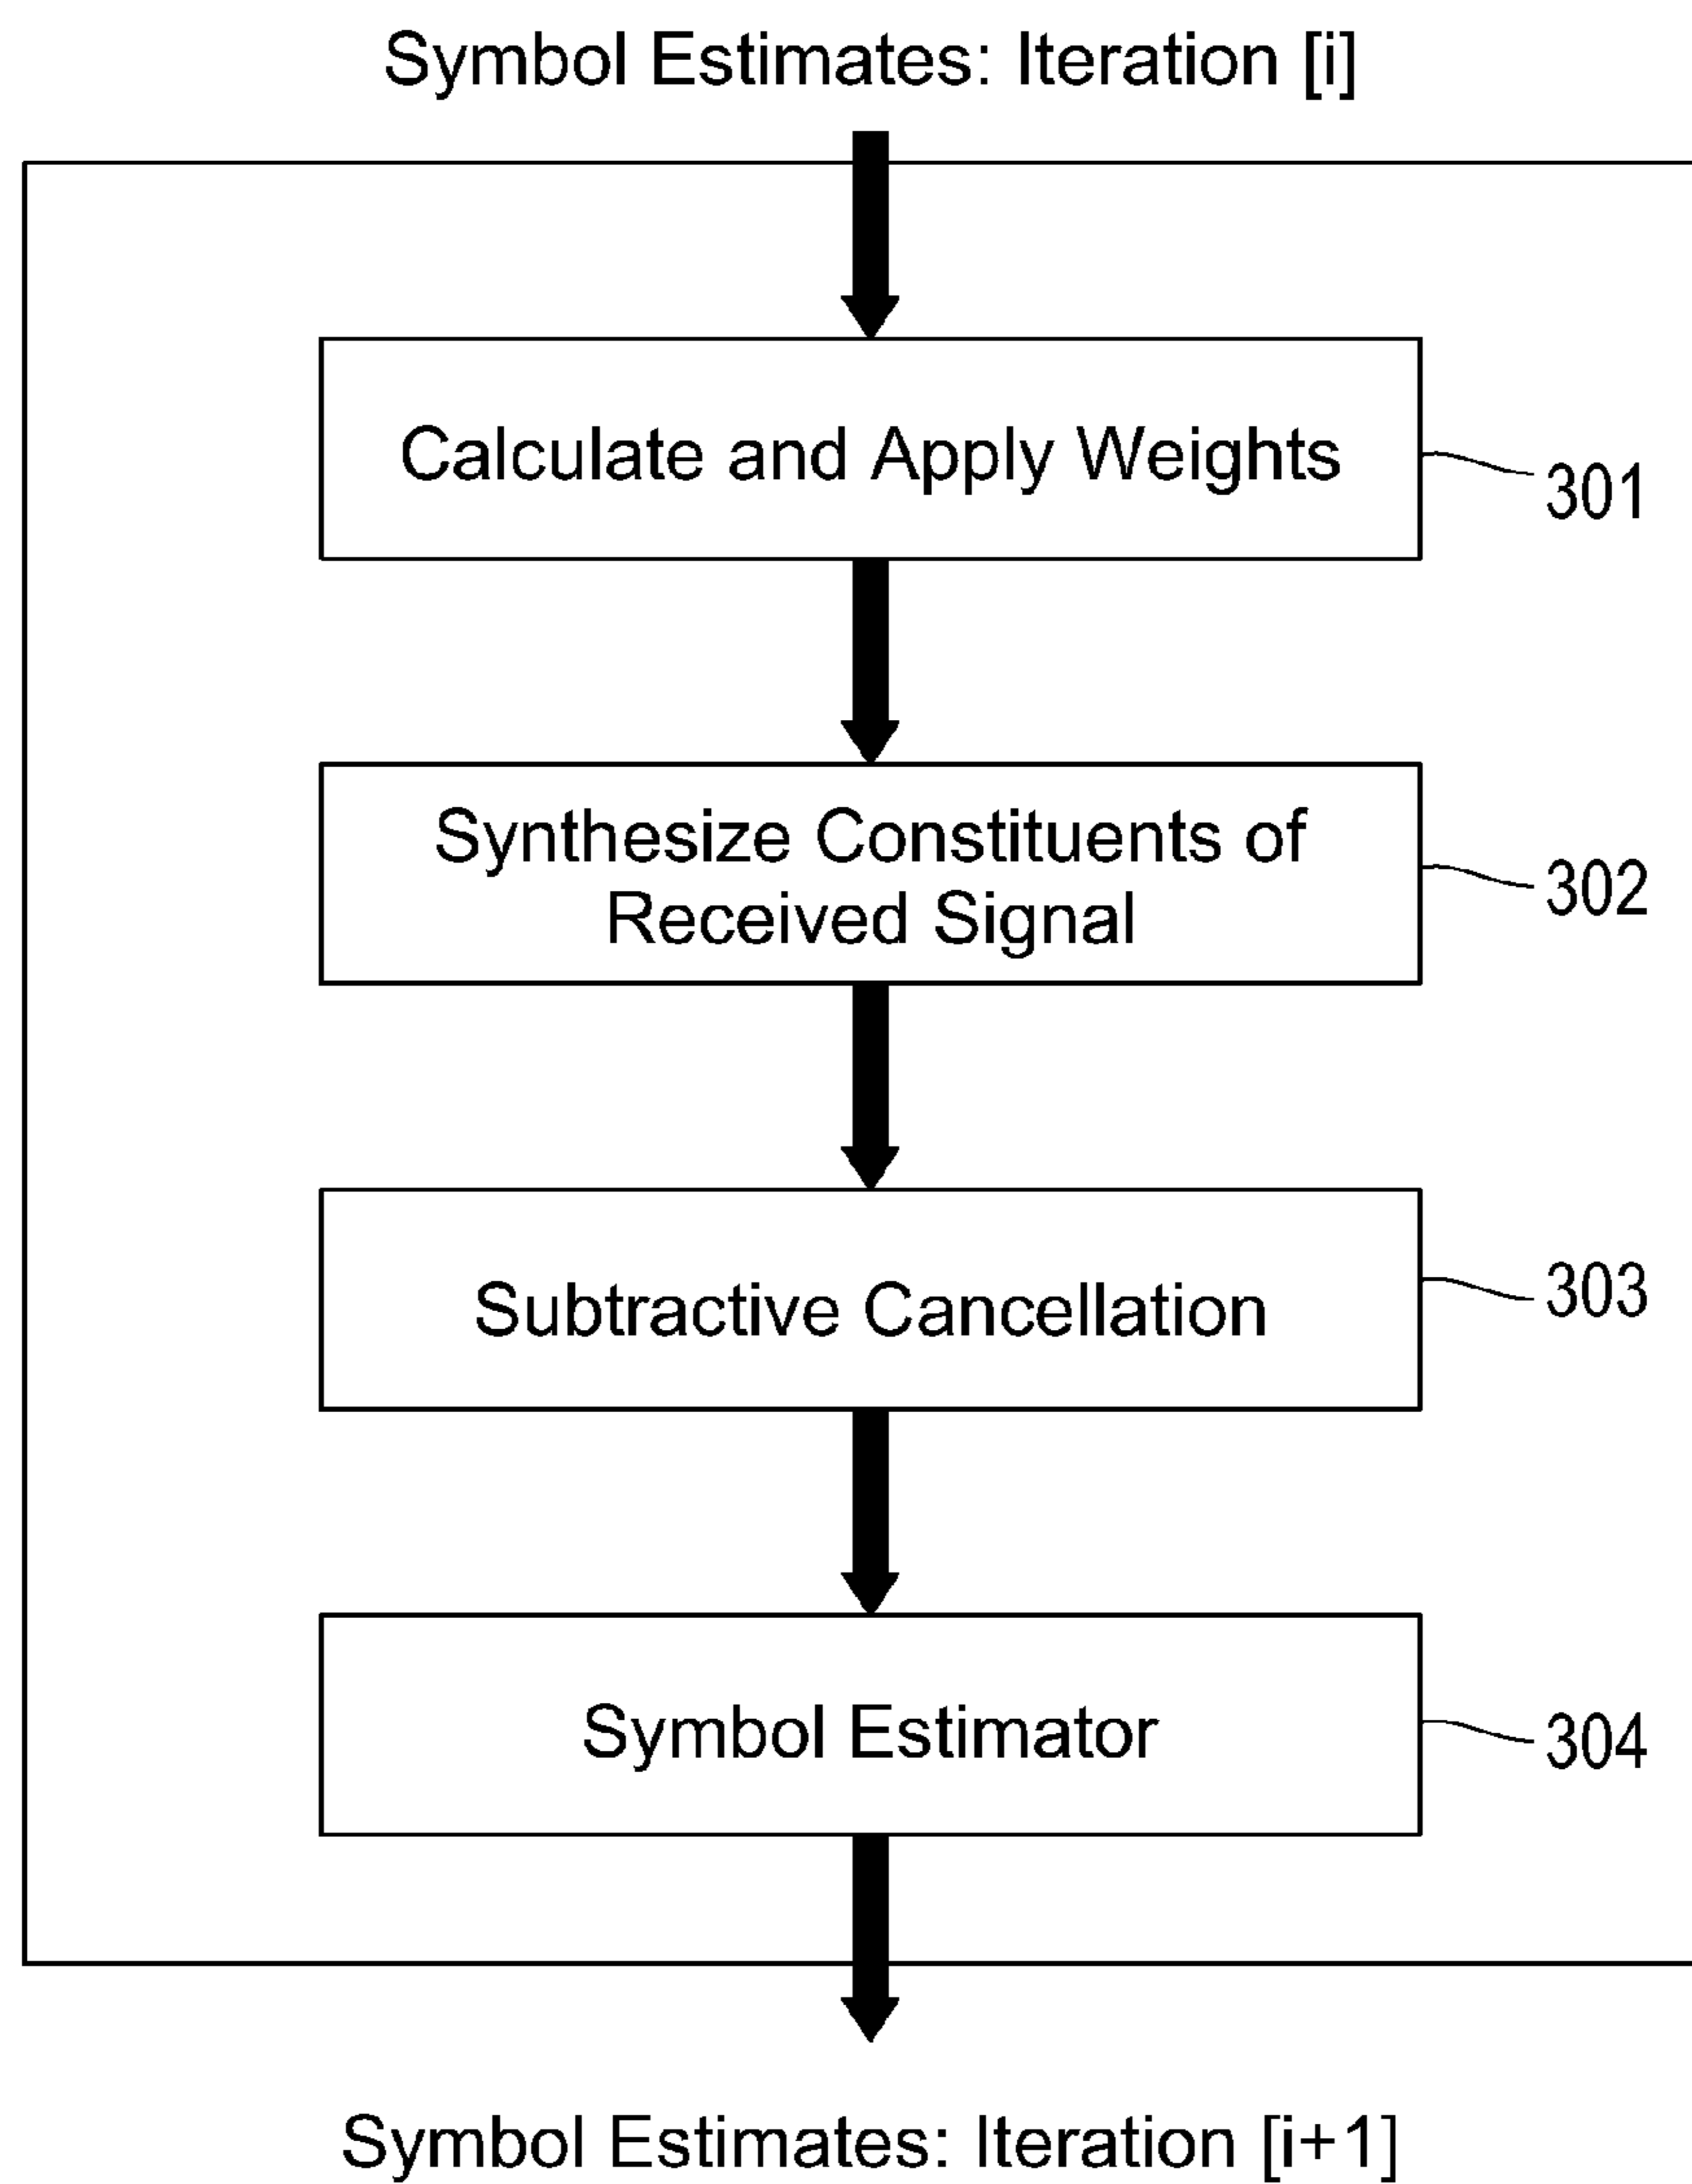 Symbol Estimates: Iteration [i]
Calculate and Apply Weights
301
Synthesize Constituents of
Received Signal
302
Subtractive Cancellation
303
Symbol Estimator
304
Symbol Estimates: Iteration [i+1]